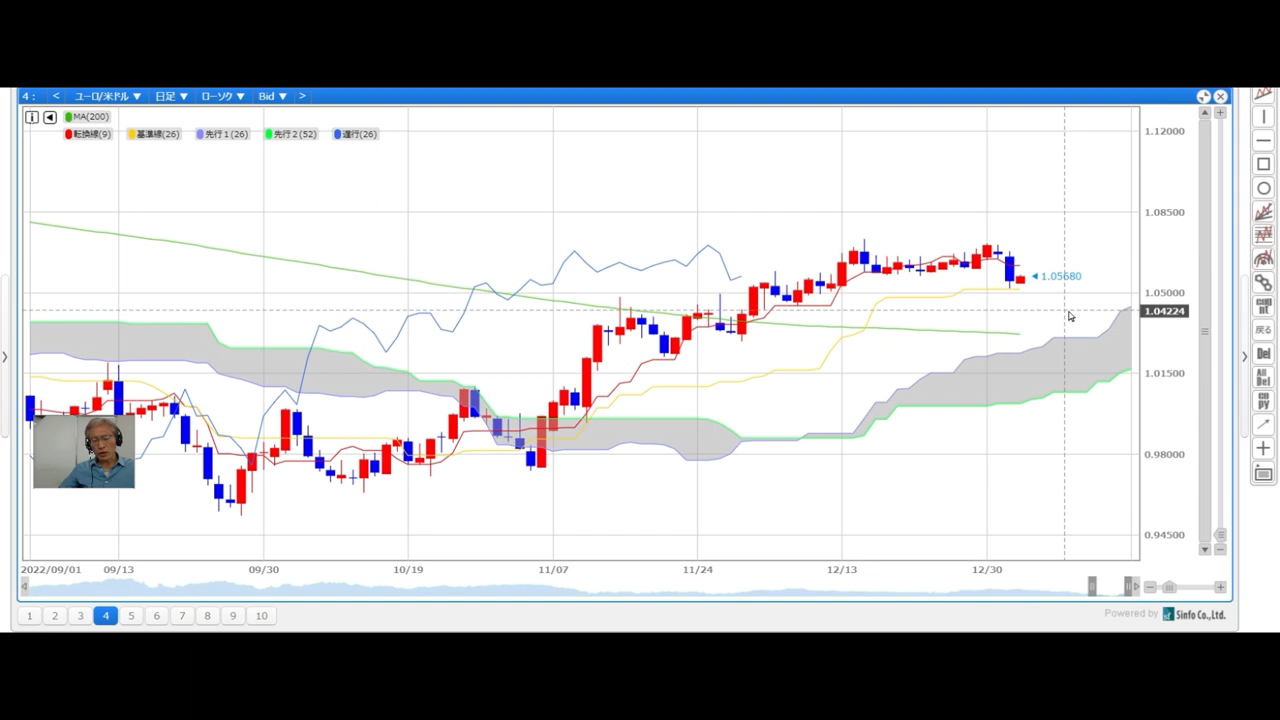 4 : < ユーロ/米ドル ▼ 日足 ▼ ローソク ▼ Bid ▼ >
MA(200)
転換線(9) 基準線(26) 先行1(26) 先行2(52) 遅行(26)
1.12000
1.08500
1.05680
1.05000
1.04224
1.01500
0.98000
0.94500
2022/09/01 09/13 09/30 10/19 11/07 11/24 12/13 12/30
1 2 3 4 5 6 7 8 9 10
Powered by Sinfo Co.,Ltd.
戻る
Del
All Del